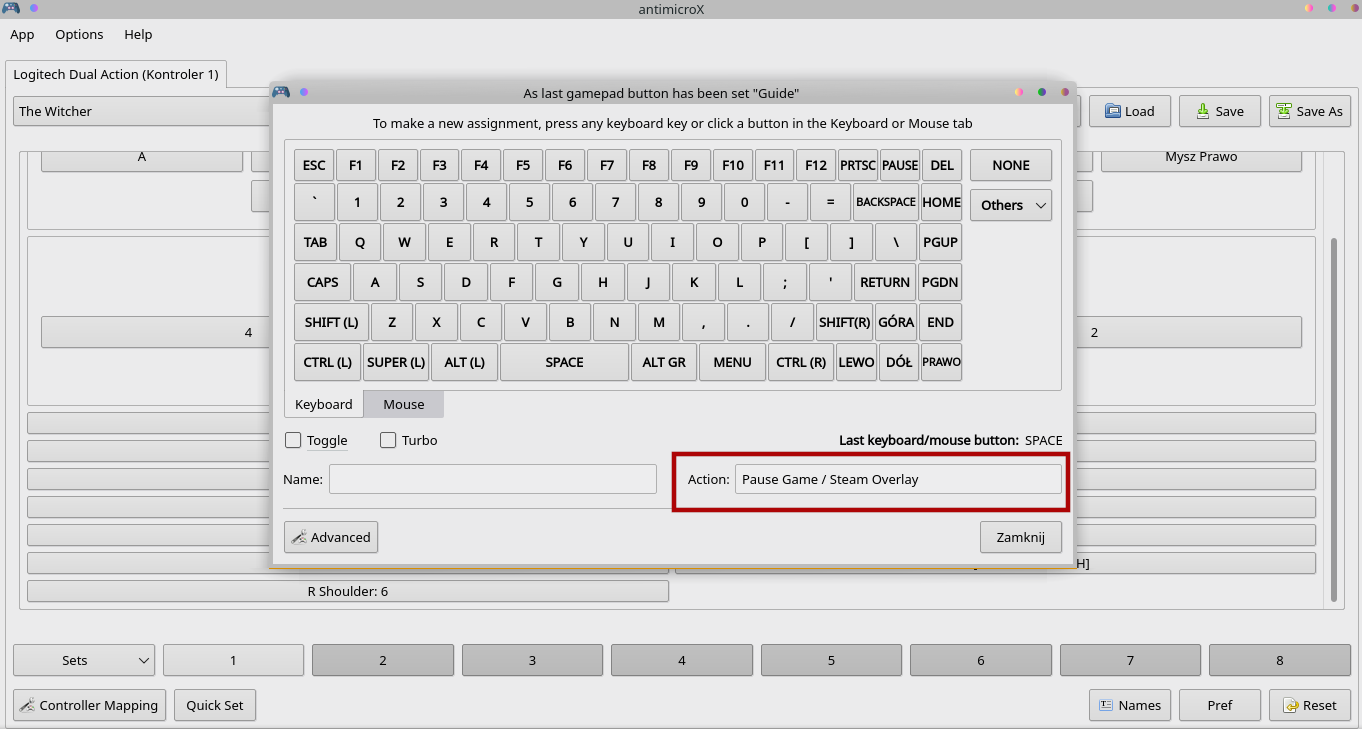 antimicroX
App Options Help
Logitech Dual Action (Kontroler 1)
As last gamepad button has been set "Guide"
The Witcher
Load Save Save As
To make a new assignment, press any keyboard key or click a button in the Keyboard or Mouse tab
A
Mysz Prawo
ESC F1 F2 F3 F4 F5 F6 F7 F8 F9 F10 F11 F12 PRTSC PAUSE DEL NONE
` 1 2 3 4 5 6 7 8 9 0 - = BACKSPACE HOME Others
TAB Q W E R T Y U I O P [ ] \ PGUP
CAPS A S D F G H J K L ; ' RETURN PGDN
SHIFT (L) Z X C V B N M , . / SHIFT(R) GÓRA END
4
2
CTRL (L) SUPER (L) ALT (L) SPACE ALT GR MENU CTRL (R) LEWO DÓŁ PRAWO
Keyboard Mouse
Toggle Turbo Last keyboard/mouse button: SPACE
Name: Action: Pause Game / Steam Overlay
Advanced Zamknij
H]
R Shoulder: 6
Sets 1 2 3 4 5 6 7 8
Controller Mapping Quick Set Names Pref Reset